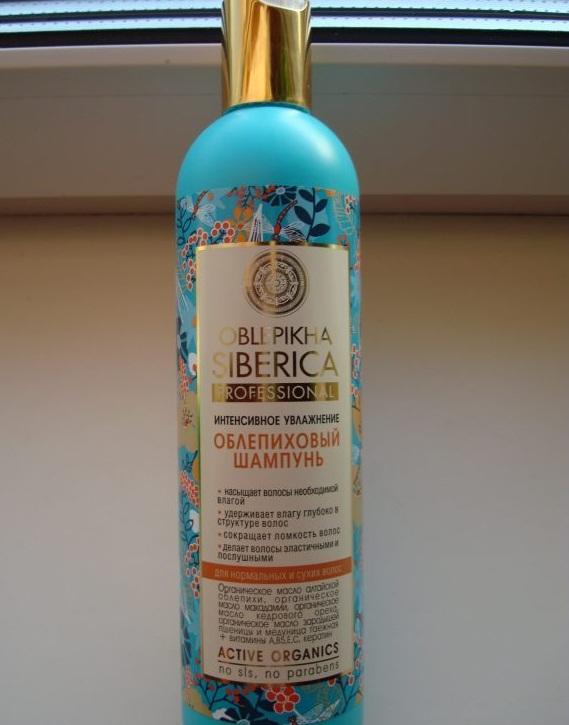 OBLEPIKHA
SIBERICA
PROFESSIONAL
ИНТЕНСИВНОЕ УВЛАЖНЕНИЕ
ОБЛЕПИХОВЫЙ
ШАМПУНЬ
• насыщает волосы необходимой
влагой
• удерживает влагу глубоко в
структуре волос
• сокращает ломкость волос
• делает волосы эластичными и
послушными
для нормальных и сухих волос
Органическое масло алтайской
облепихи, органическое
масло макадамии, органическое
масло кедрового ореха,
органическое масло зародышей
пшеницы и медуница таежная
+ витамины A,B5,E,C, кератин
ACTIVE ORGANICS
no sls, no parabens